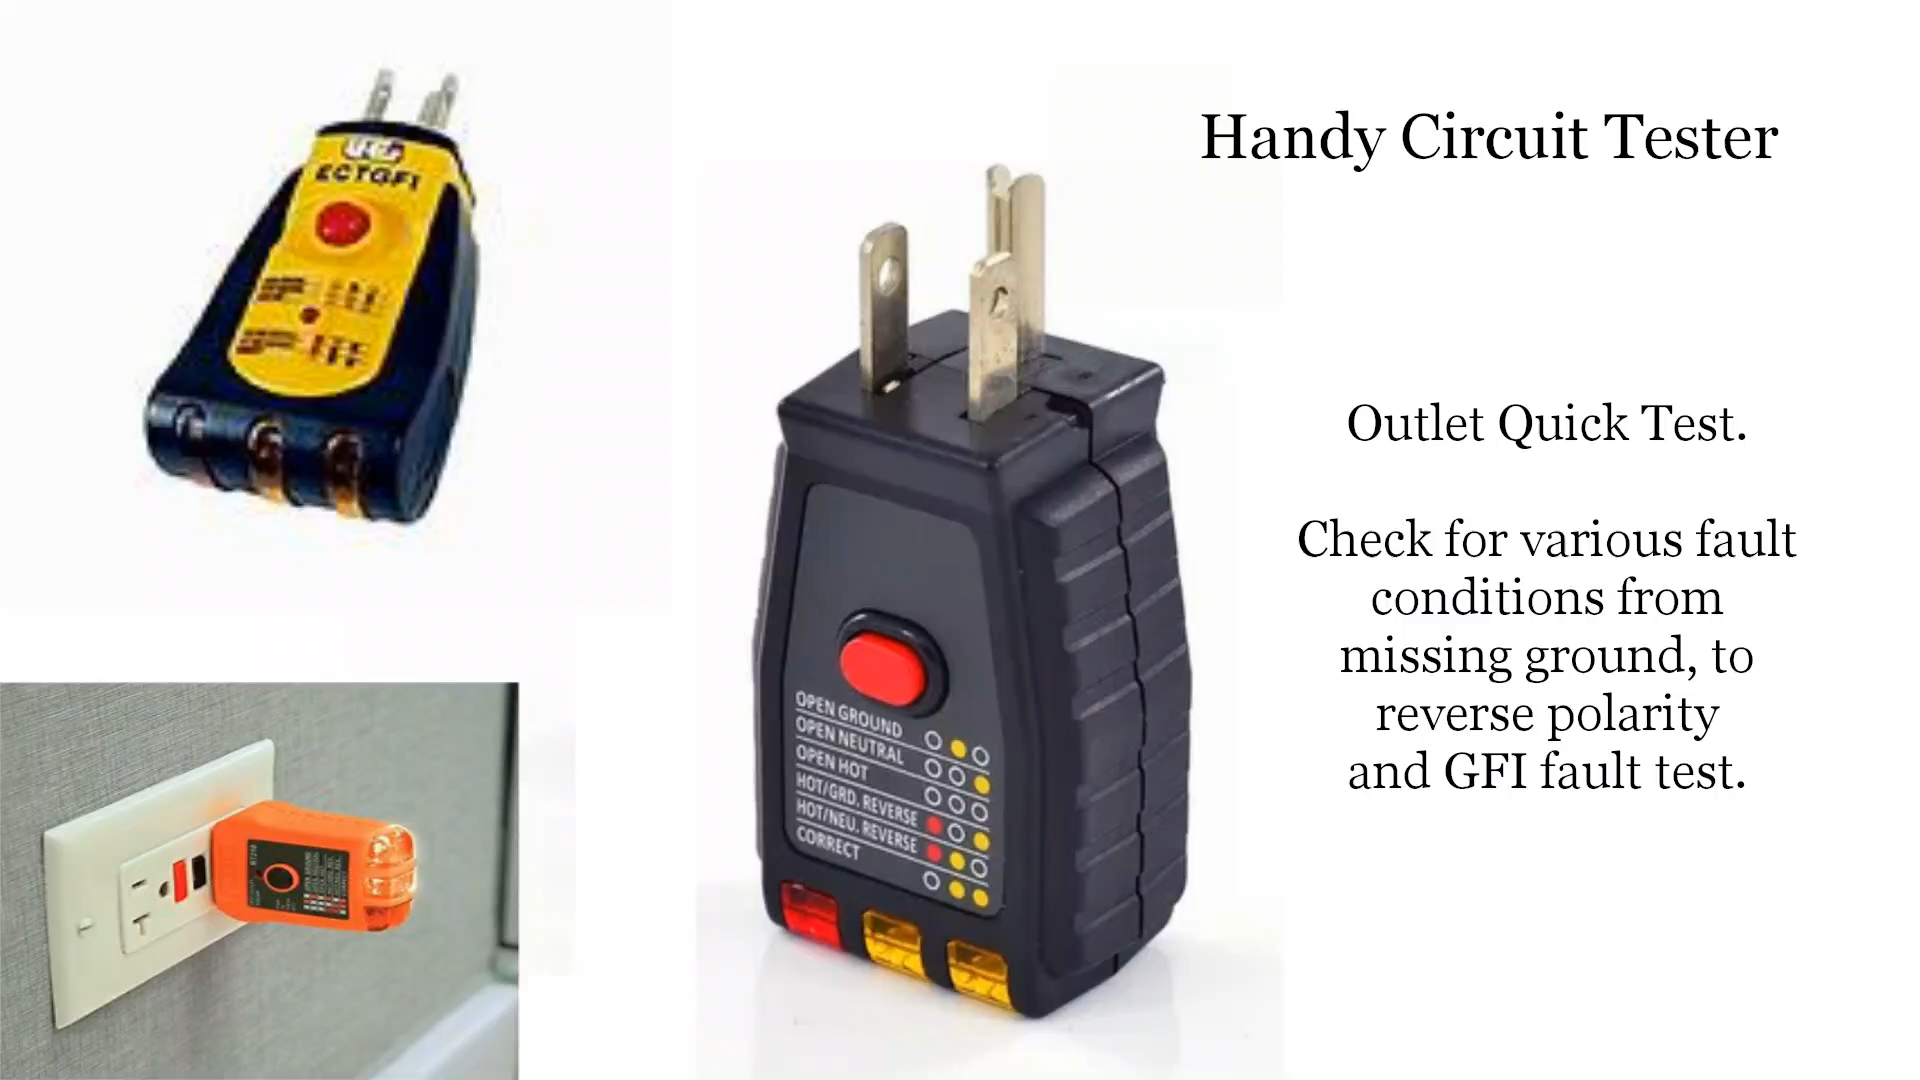 Handy Circuit Tester
ECTGFI
Outlet Quick Test.
Check for various fault
conditions from
missing ground, to
reverse polarity
and GFI fault test.
OPEN GROUND
OPEN NEUTRAL
OPEN HOT
HOT/GRD. REVERSE
HOT/NEU. REVERSE
CORRECT